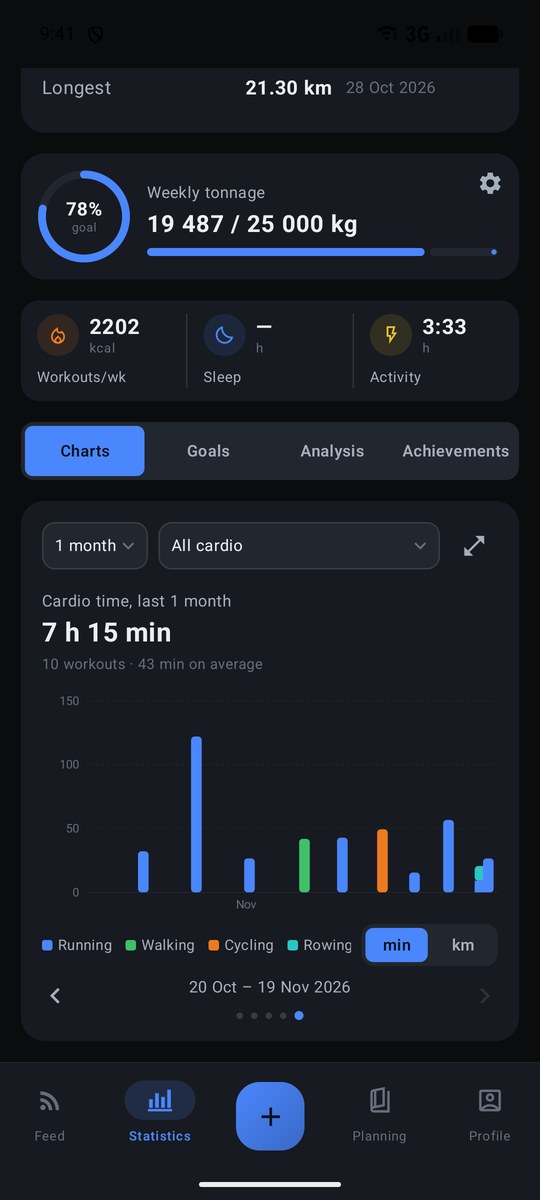 9:41 3G
Longest 21.30 km 28 Oct 2026
78%
goal
Weekly tonnage
19 487 / 25 000 kg
2202
kcal
Workouts/wk
–
h
Sleep
3:33
h
Activity
Charts Goals Analysis Achievements
1 month All cardio
Cardio time, last 1 month
7 h 15 min
10 workouts · 43 min on average
150
100
50
0
Nov
Running Walking Cycling Rowing min km
20 Oct – 19 Nov 2026
Feed Statistics + Planning Profile